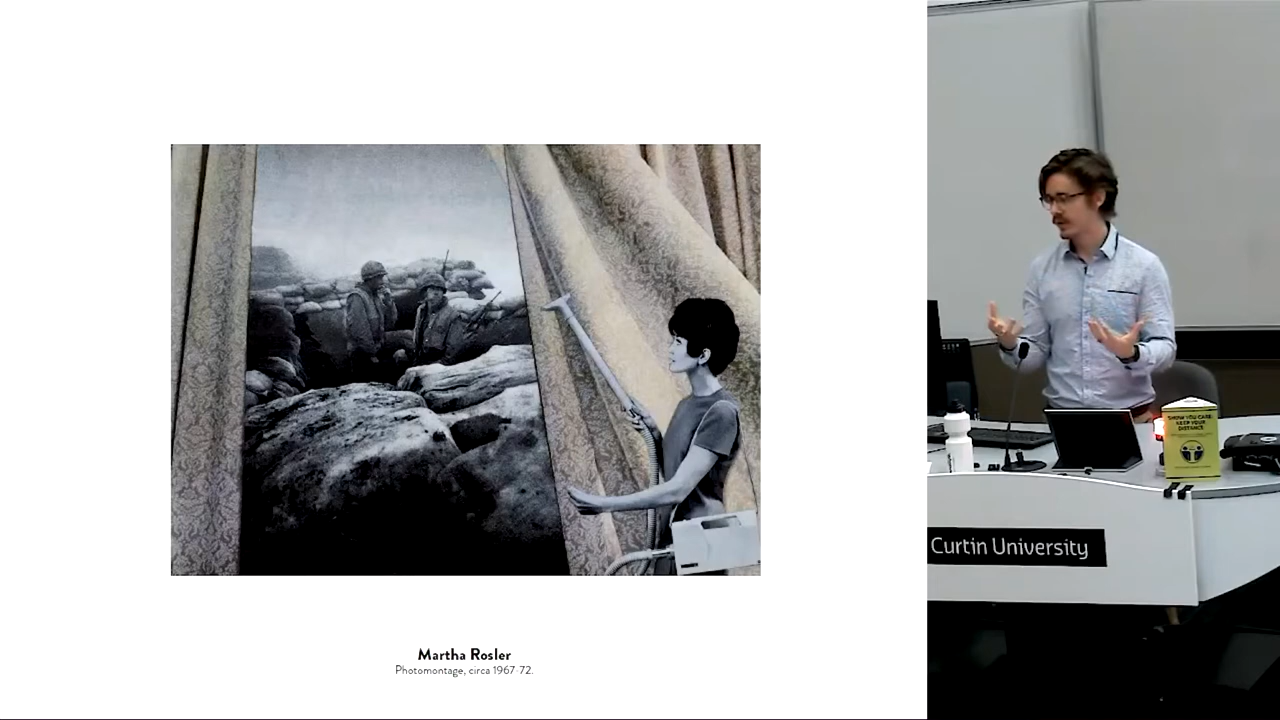 Martha Rosler
Photomontage, circa 1967-72.
SHOW YOU CARE
KEEP YOUR
DISTANCE
Curtin University